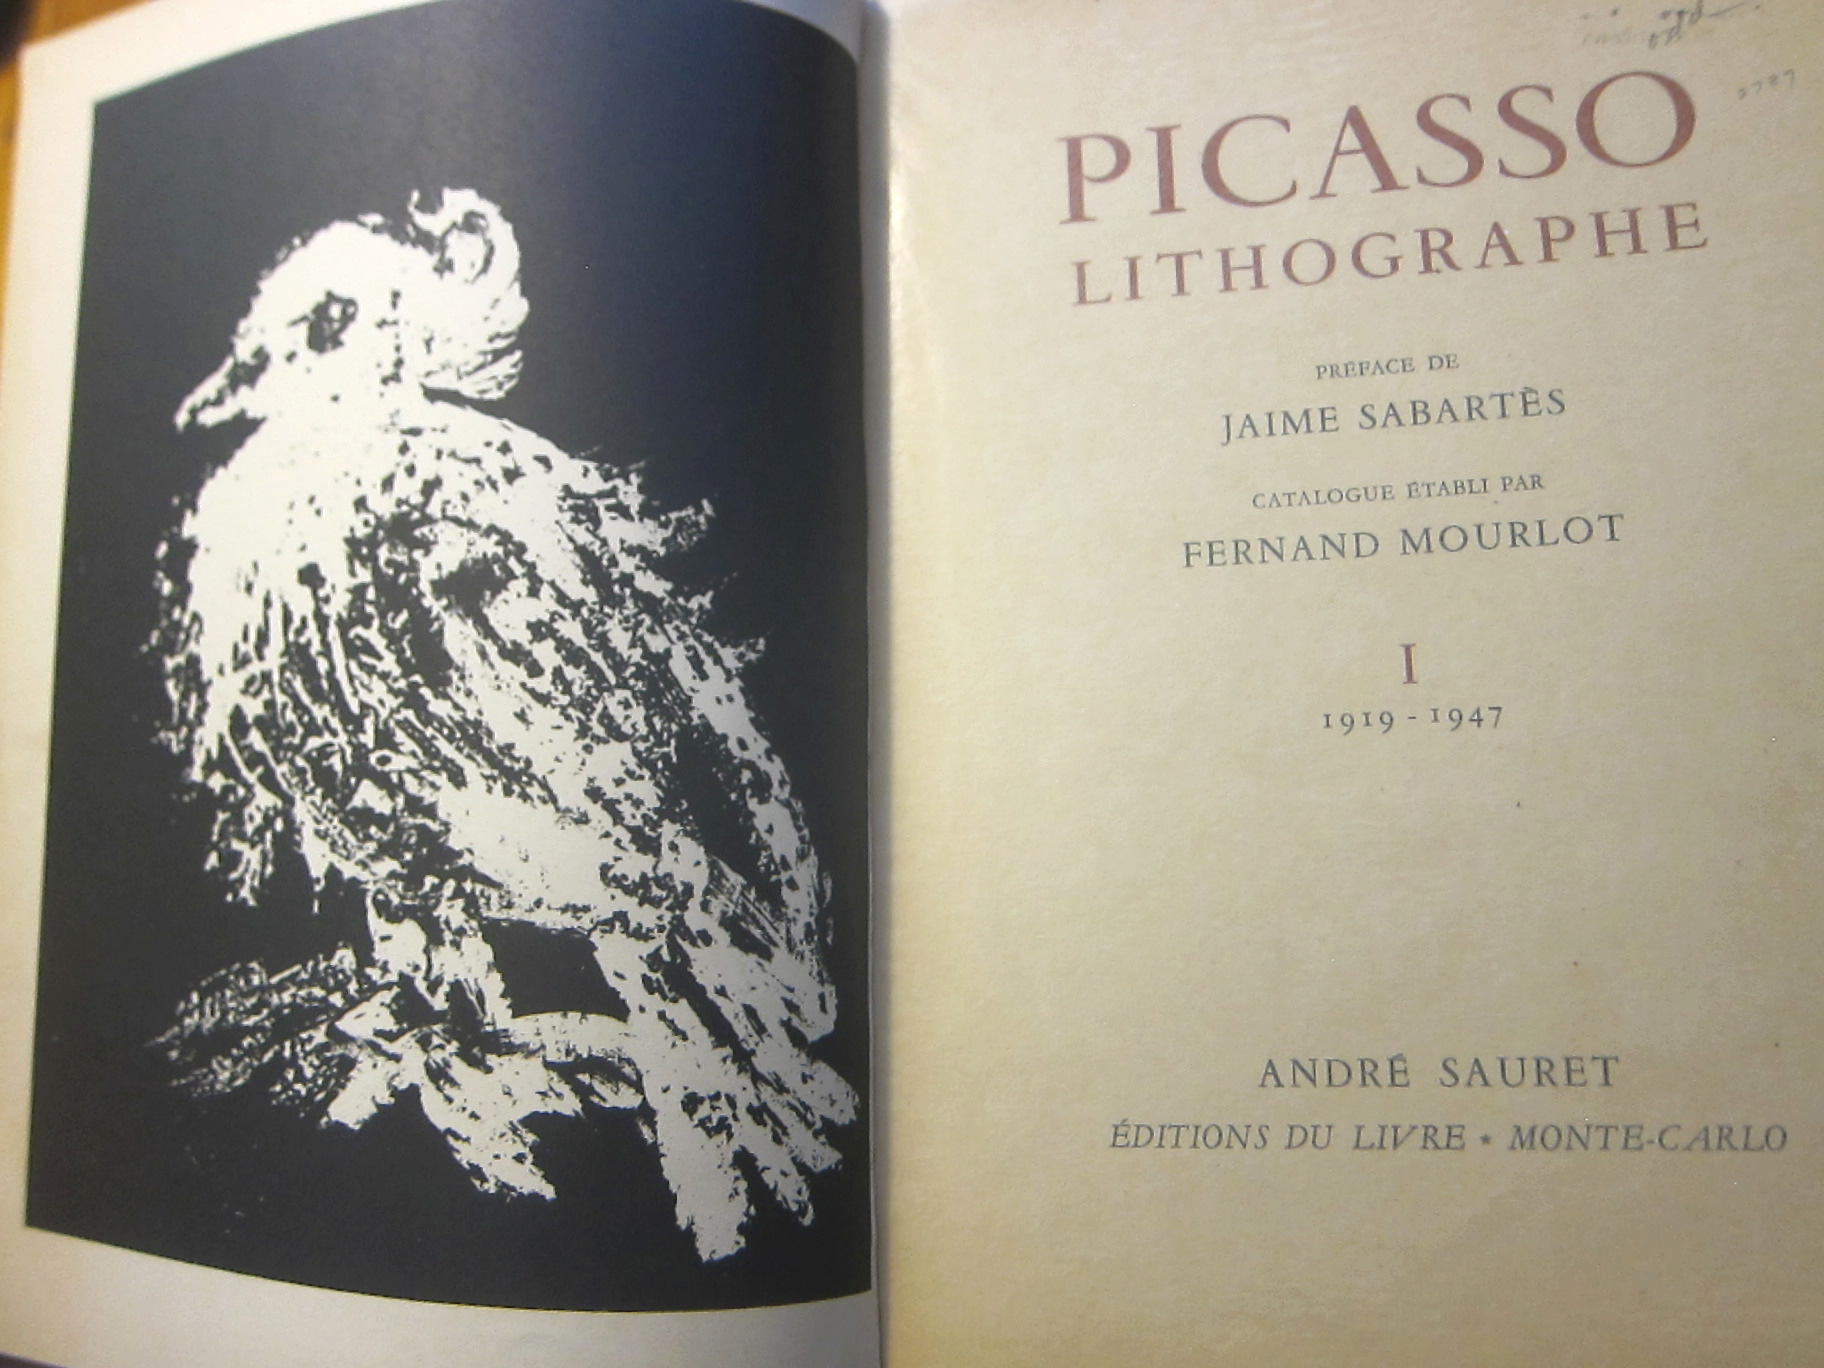 PICASSO
LITHOGRAPHE
PRÉFACE DE
JAIME SABARTÈS
CATALOGUE ÉTABLI PAR
FERNAND MOURLOT
I
1919 - 1947
ANDRÉ SAURET
ÉDITIONS DU LIVRE * MONTE-CARLO